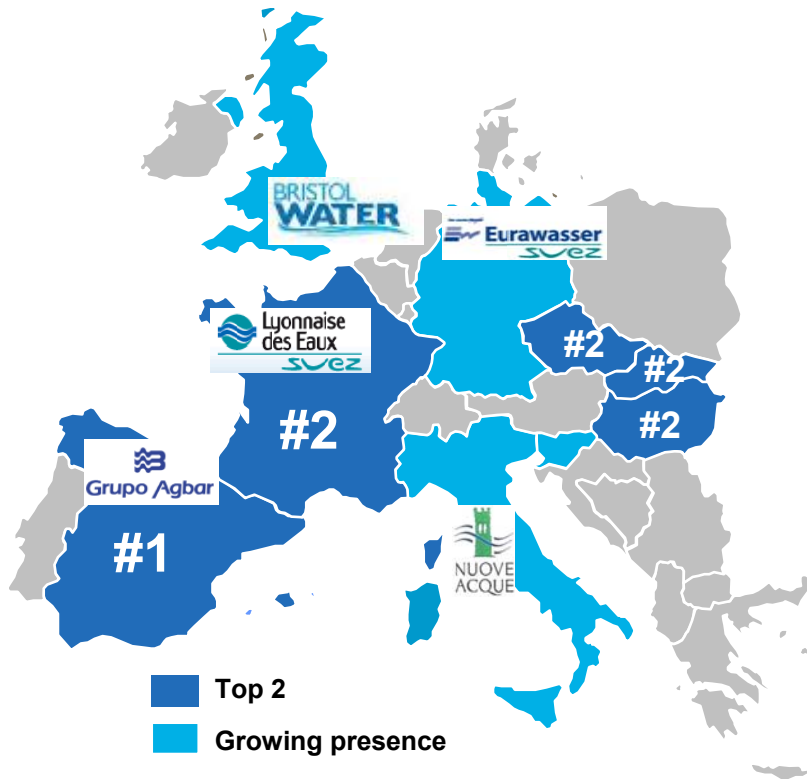 BRISTOL
WATER
Eurawasser
suez
Lyonnaise
des Eaux
suez
#2
#2
#2
#2
Grupo Agbar
#1
NUOVE
ACQUE
Top 2
Growing presence